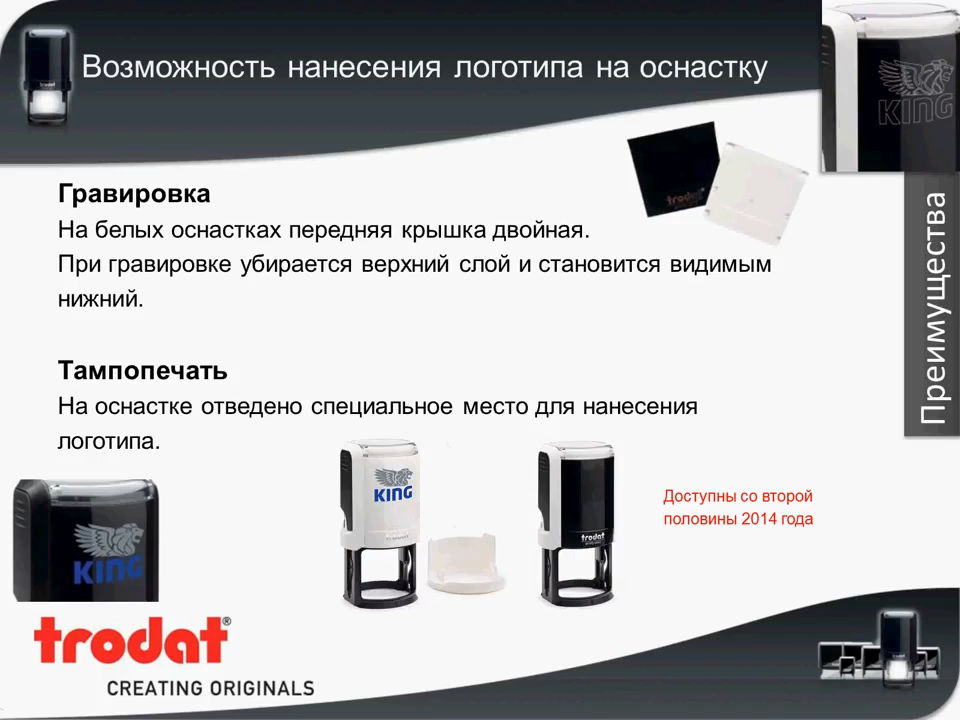 Возможность нанесения логотипа на оснастку
KING
trodat
Гравировка
На белых оснастках передняя крышка двойная.
При гравировке убирается верхний слой и становится видимым
нижний.
Преимущества
Тампопечать
На оснастке отведено специальное место для нанесения
логотипа.
KING
trodat
Доступны со второй
половины 2014 года
KING
trodat®
CREATING ORIGINALS